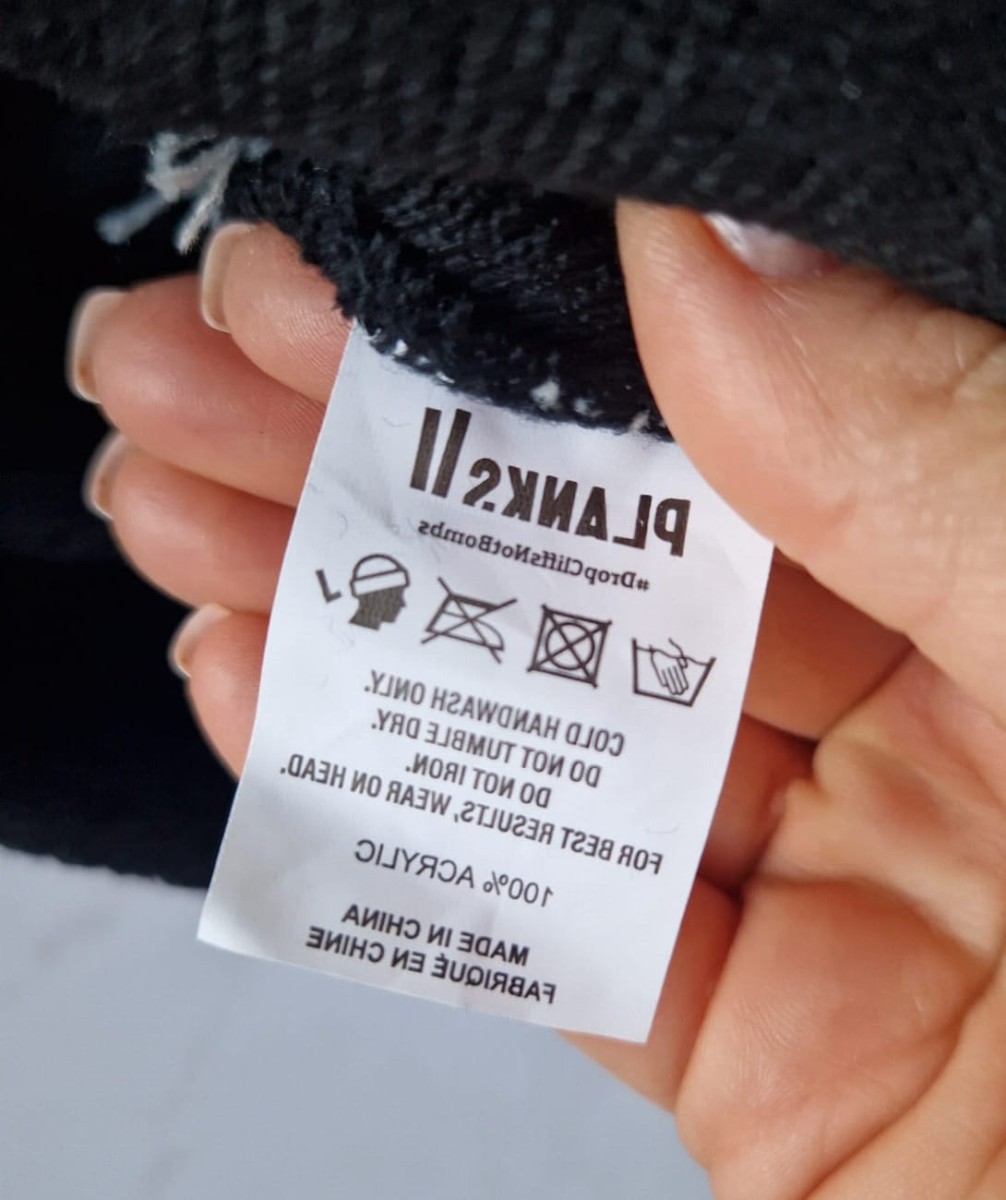 PLANKS
#DropCliffsNotBombs
COLD HANDWASH ONLY.
DO NOT TUMBLE DRY.
DO NOT IRON.
FOR BEST RESULTS, WEAR ON HEAD.
100% ACRYLIC
MADE IN CHINA
FABRIQUÉ EN CHINE